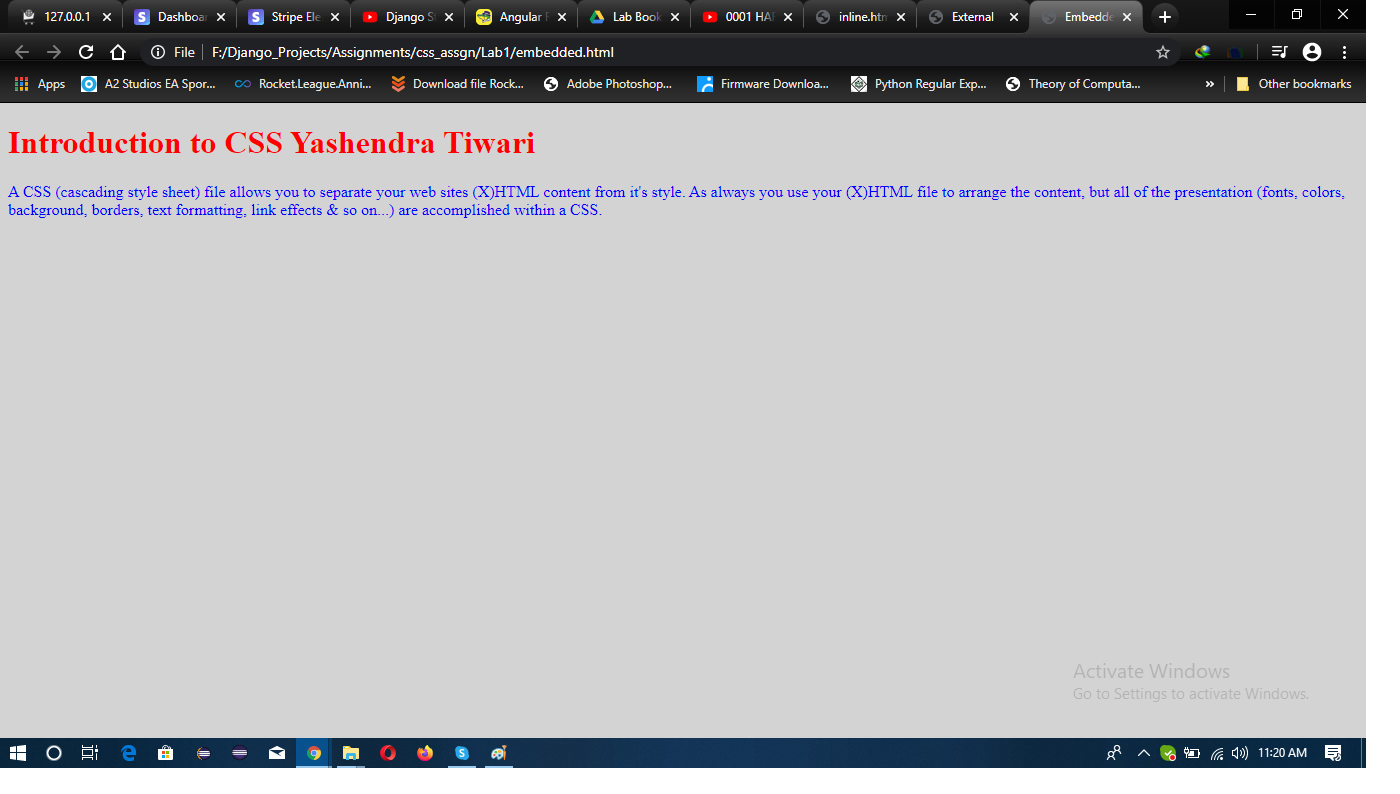 127.0.0.1 Dashboar Stripe Ele Django S Angular F Lab Book 0001 HAI inline.htm External Embedde
File F:/Django_Projects/Assignments/css_assgn/Lab1/embedded.html
Apps A2 Studios EA Spor... Rocket.League.Anni... Download file Rock... Adobe Photoshop... Firmware Downloa... Python Regular Exp... Theory of Computa... » Other bookmarks
Introduction to CSS Yashendra Tiwari
A CSS (cascading style sheet) file allows you to separate your web sites (X)HTML content from it's style. As always you use your (X)HTML file to arrange the content, but all of the presentation (fonts, colors,
background, borders, text formatting, link effects & so on...) are accomplished within a CSS.
Activate Windows
Go to Settings to activate Windows.
11:20 AM